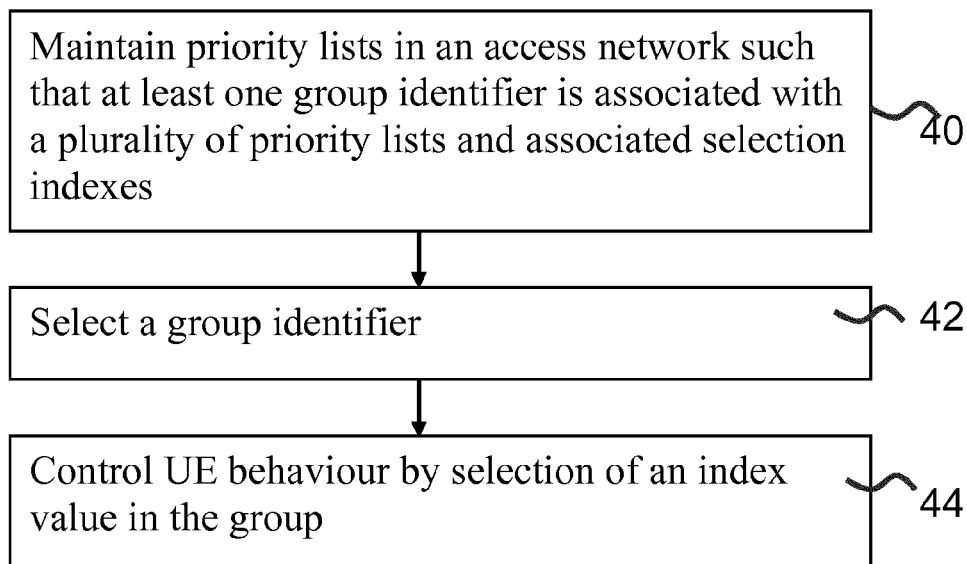 Maintain priority lists in an access network such
that at least one group identifier is associated with
a plurality of priority lists and associated selection
indexes
40
Select a group identifier
42
Control UE behaviour by selection of an index
value in the group
44